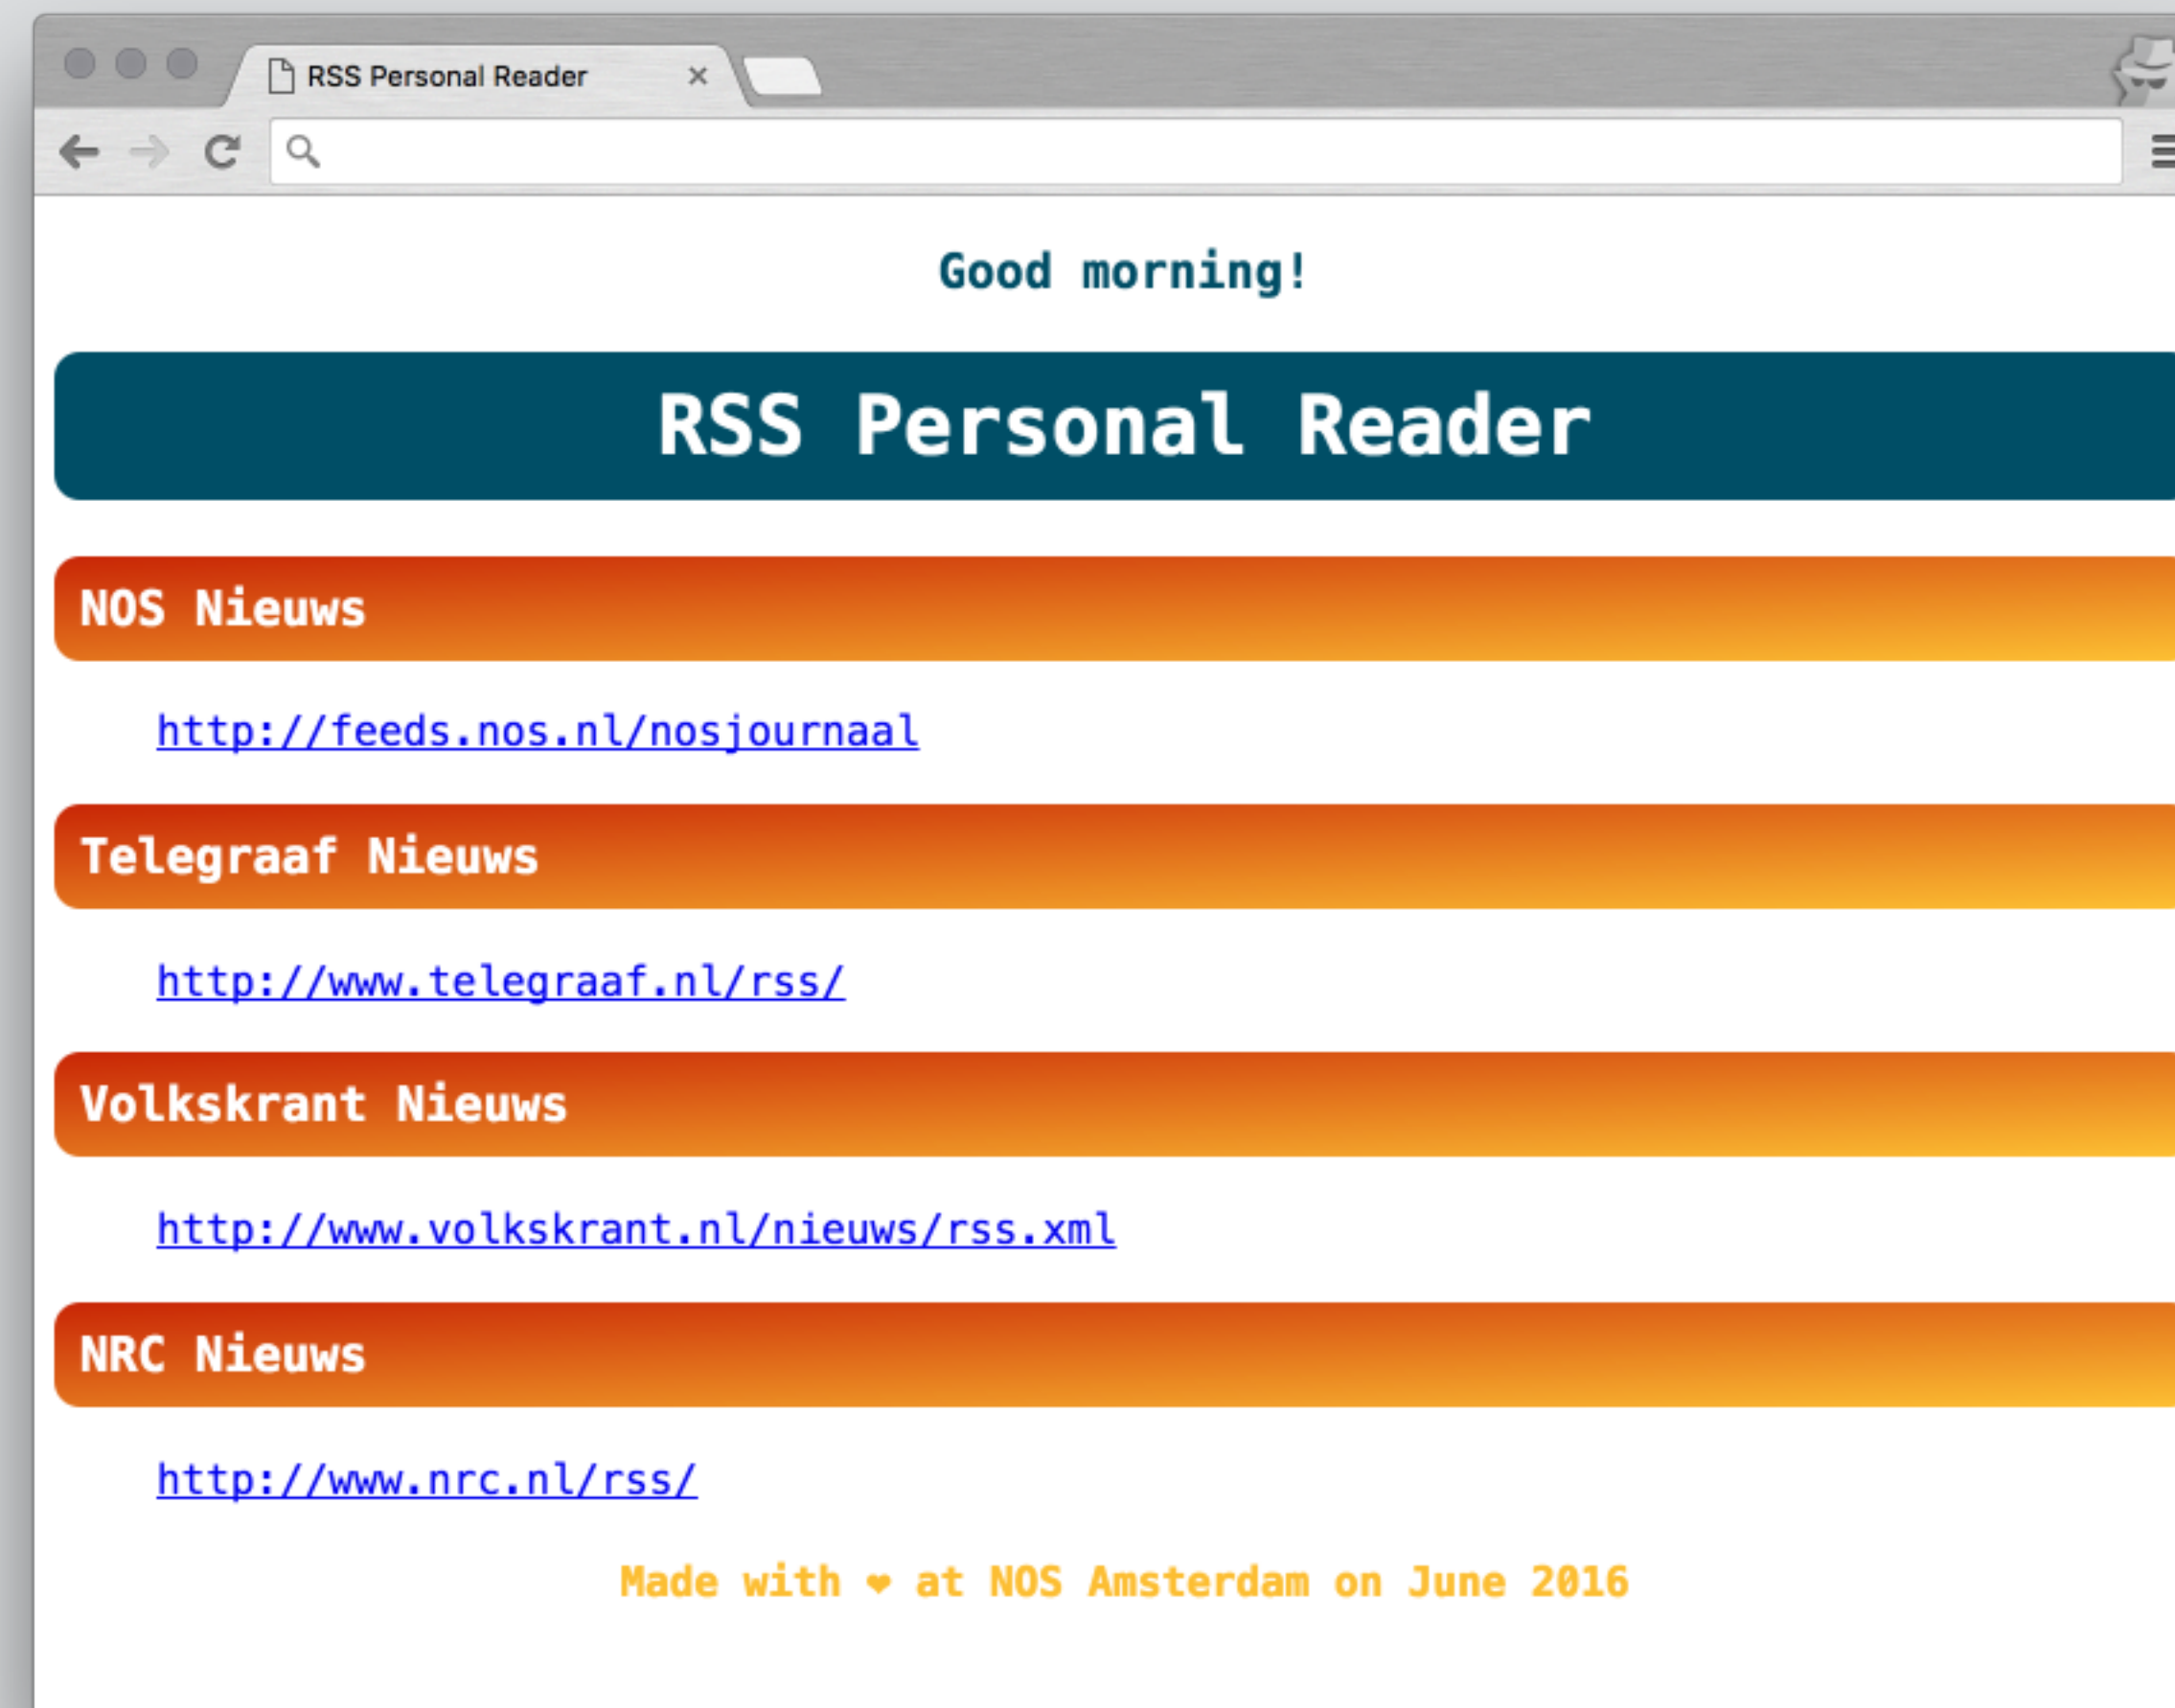 RSS Personal Reader
Good morning!
RSS Personal Reader
NOS Nieuws
http://feeds.nos.nl/nosjournaal
Telegraaf Nieuws
http://www.telegraaf.nl/rss/
Volkskrant Nieuws
http://www.volkskrant.nl/nieuws/rss.xml
NRC Nieuws
http://www.nrc.nl/rss/
Made with ❤ at NOS Amsterdam on June 2016